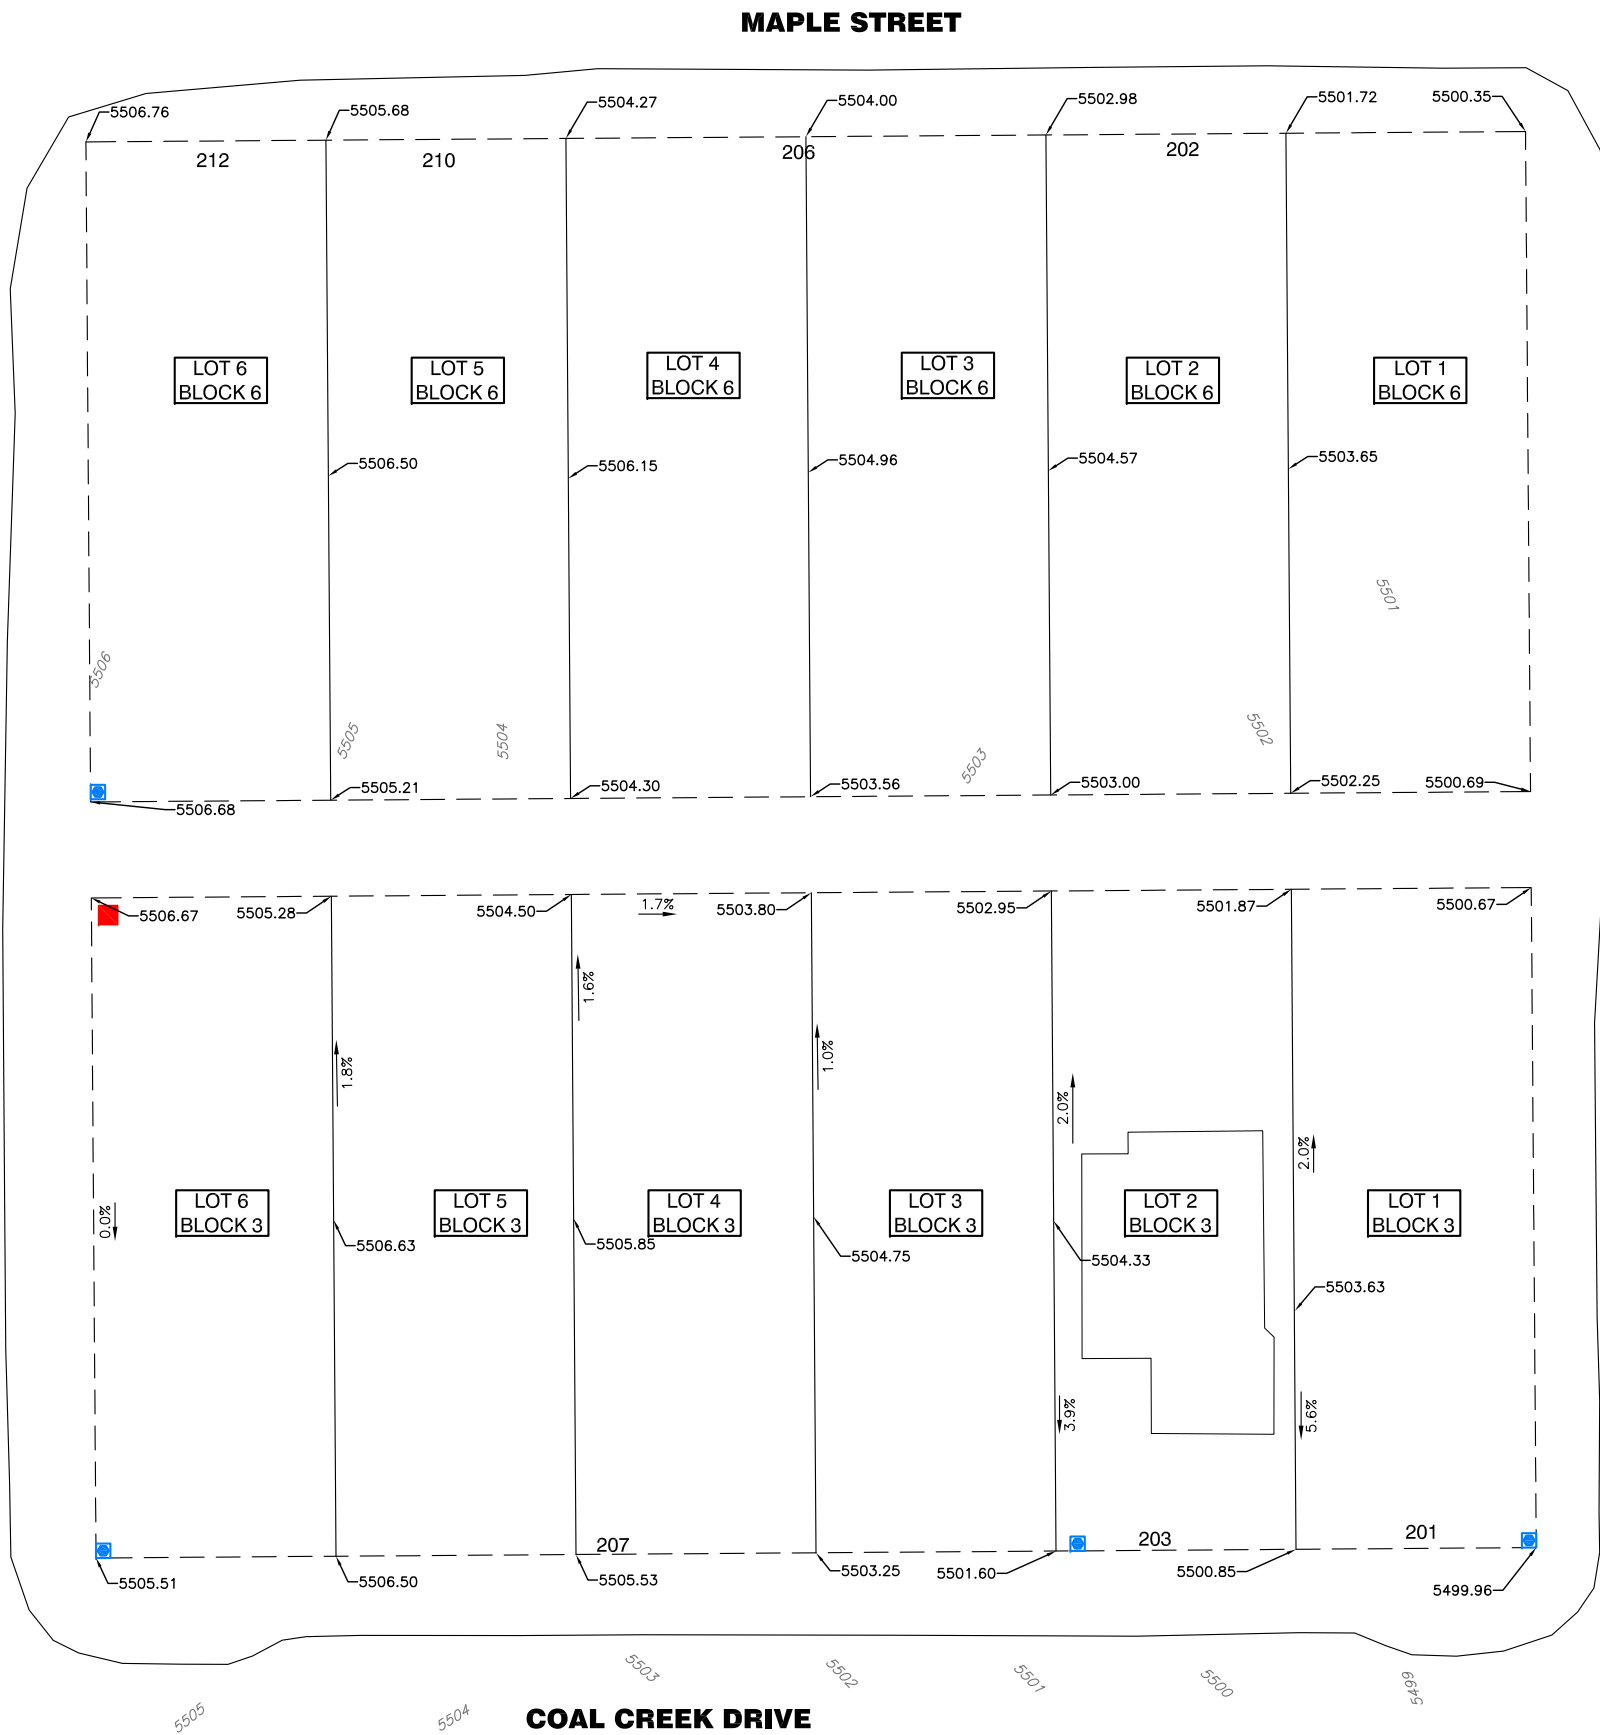 MAPLE STREET
5506.76
5505.68
5504.27
5504.00
5502.98
5501.72
5500.35
212
210
206
202
LOT 6
BLOCK 6
LOT 5
BLOCK 6
LOT 4
BLOCK 6
LOT 3
BLOCK 6
LOT 2
BLOCK 6
LOT 1
BLOCK 6
5506.50
5506.15
5504.96
5504.57
5503.65
5501
5506
5505
5504
5503
5502
5506.68
5505.21
5504.30
5503.56
5503.00
5502.25
5500.69
5506.67
5505.28
5504.50
1.7%
5503.80
5502.95
5501.87
5500.67
1.6%
1.8%
1.0%
2.0%
2.0%
0.0%
LOT 6
BLOCK 3
LOT 5
BLOCK 3
LOT 4
BLOCK 3
LOT 3
BLOCK 3
LOT 2
BLOCK 3
LOT 1
BLOCK 3
5506.63
5505.85
5504.75
5504.33
5503.63
3.9%
5.6%
207
203
201
5505.51
5506.50
5505.53
5503.25
5501.60
5500.85
5499.96
5505
5504
5503
5502
5501
5500
5499
COAL CREEK DRIVE